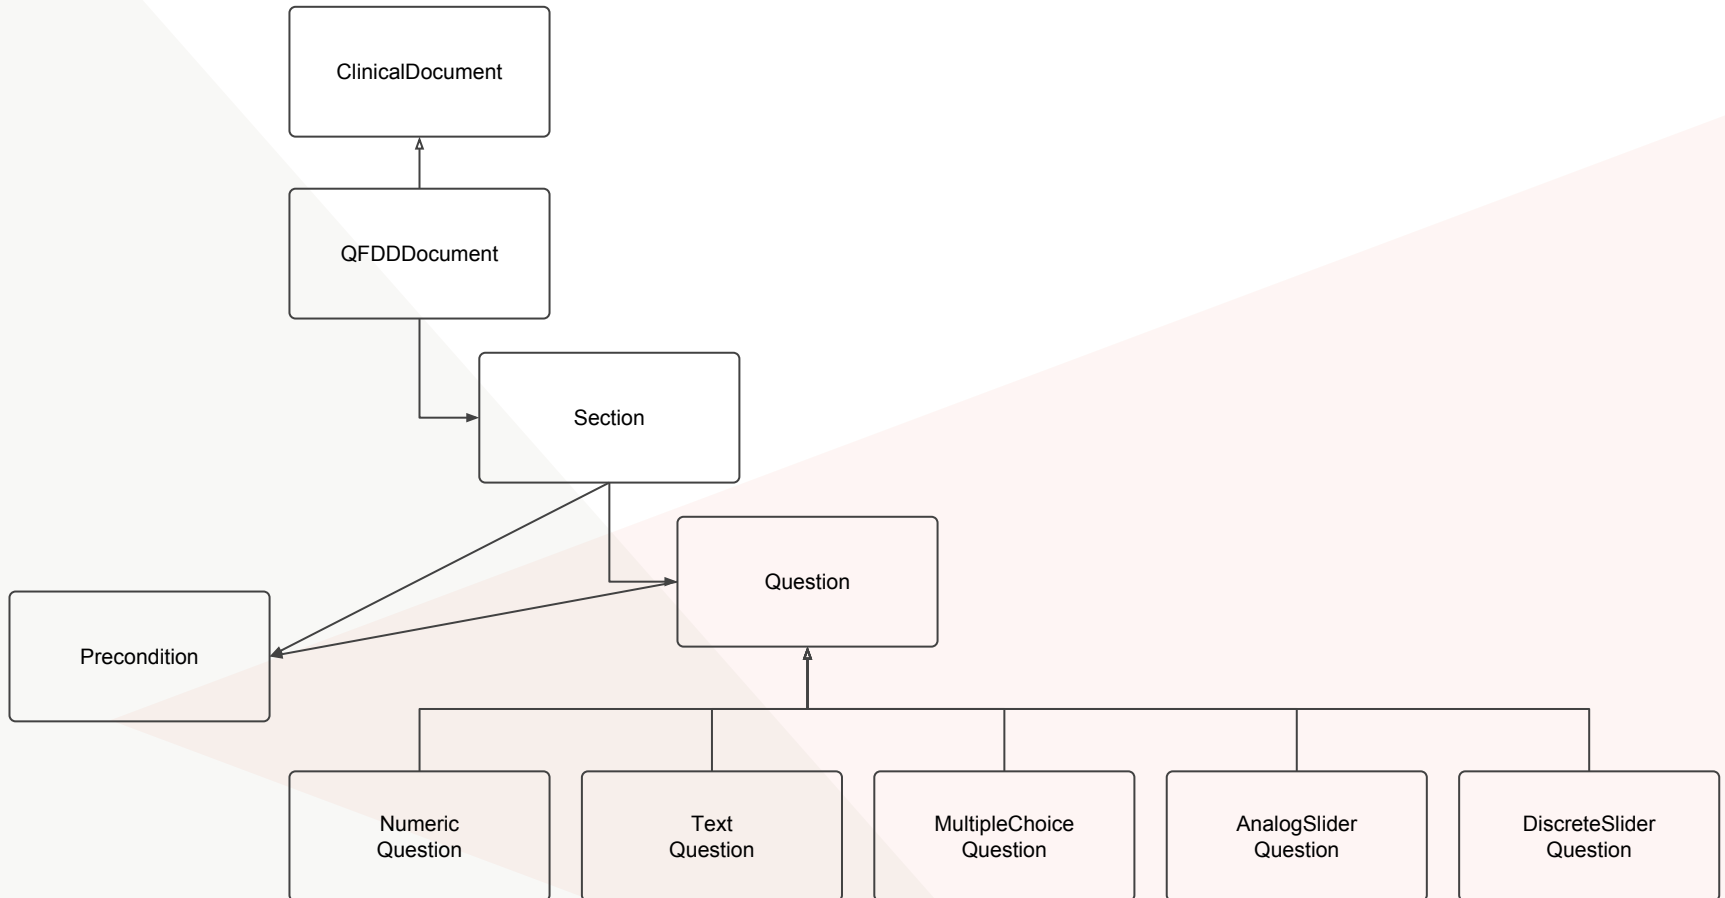 ClinicalDocument
QFDDDocument
Section
Question
Precondition
Numeric
Question
Text
Question
MultipleChoice
Question
AnalogSlider
Question
DiscreteSlider
Question